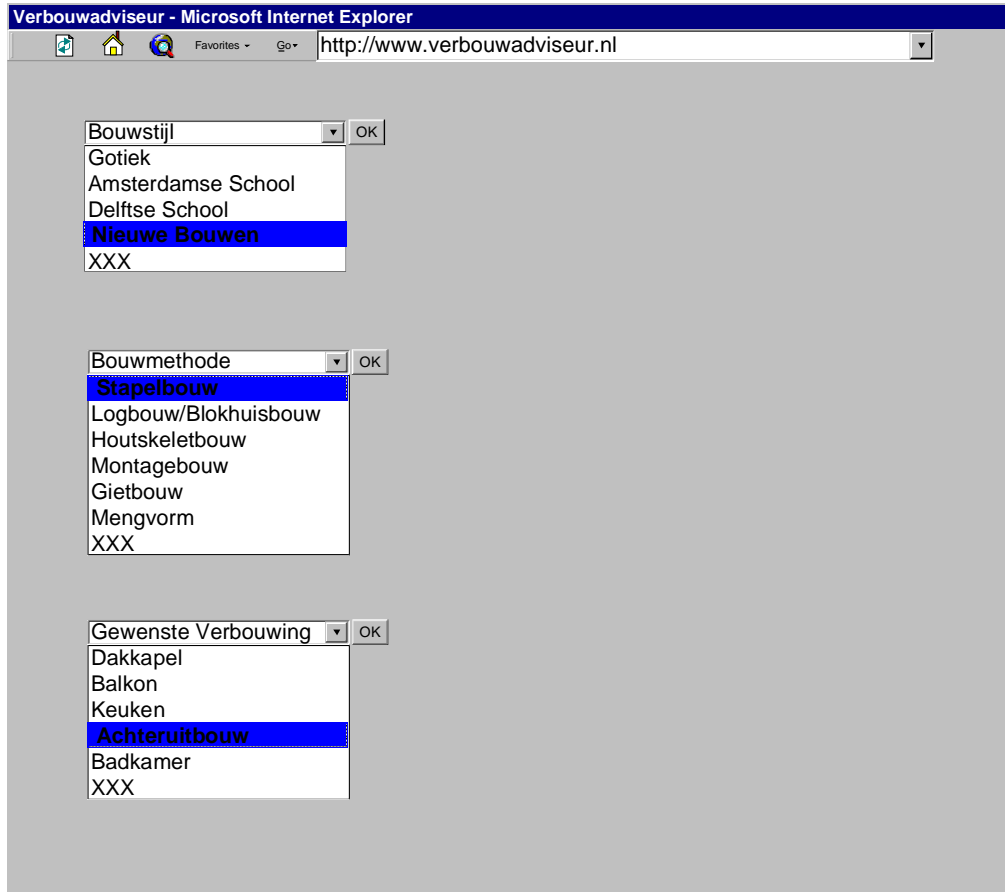 Verbouwadviseur - Microsoft Internet Explorer
Favorites Go http://www.verbouwadviseur.nl
Bouwstijl OK
Gotiek
Amsterdamse School
Delftse School
Nieuwe Bouwen
XXX
Bouwmethode OK
Stapelbouw
Logbouw/Blokhuisbouw
Houtskeletbouw
Montagebouw
Gietbouw
Mengvorm
XXX
Gewenste Verbouwing OK
Dakkapel
Balkon
Keuken
Achteruitbouw
Badkamer
XXX